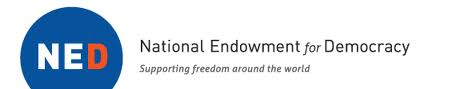 NED
National Endowment for Democracy
Supporting freedom around the world